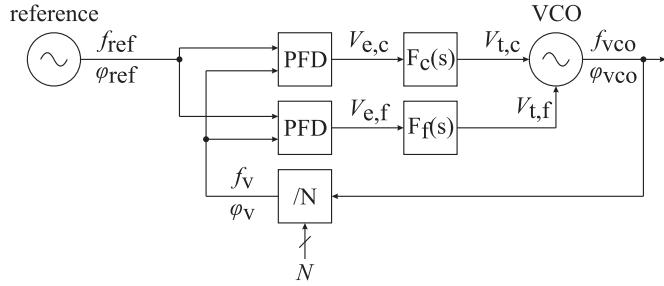 reference
VCO
f_ref
φ_ref
PFD
V_e,c
F_c(s)
V_t,c
f_vco
φ_vco
PFD
V_e,f
F_f(s)
V_t,f
f_v
φ_v
/N
N